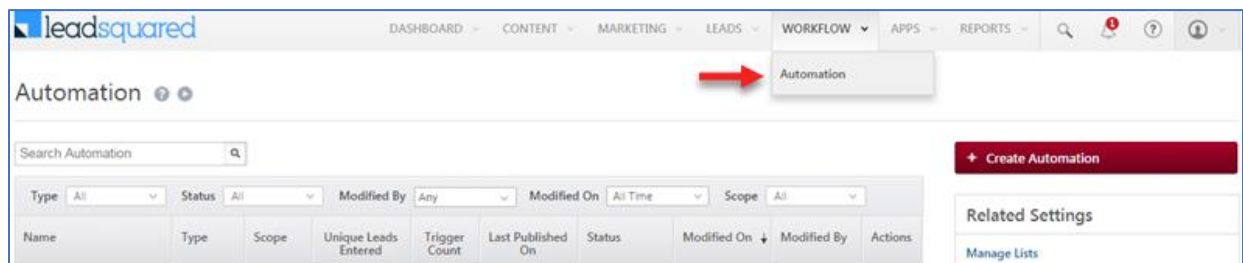 leadsquared DASHBOARD CONTENT MARKETING LEADS WORKFLOW APPS REPORTS 1 ?
Automation
Automation ?
Search Automation
+ Create Automation
Type All Status All Modified By Any Modified On All Time Scope All
Related Settings
Name Type Scope Unique Leads Entered Trigger Count Last Published On Status Modified On Modified By Actions
Manage Lists